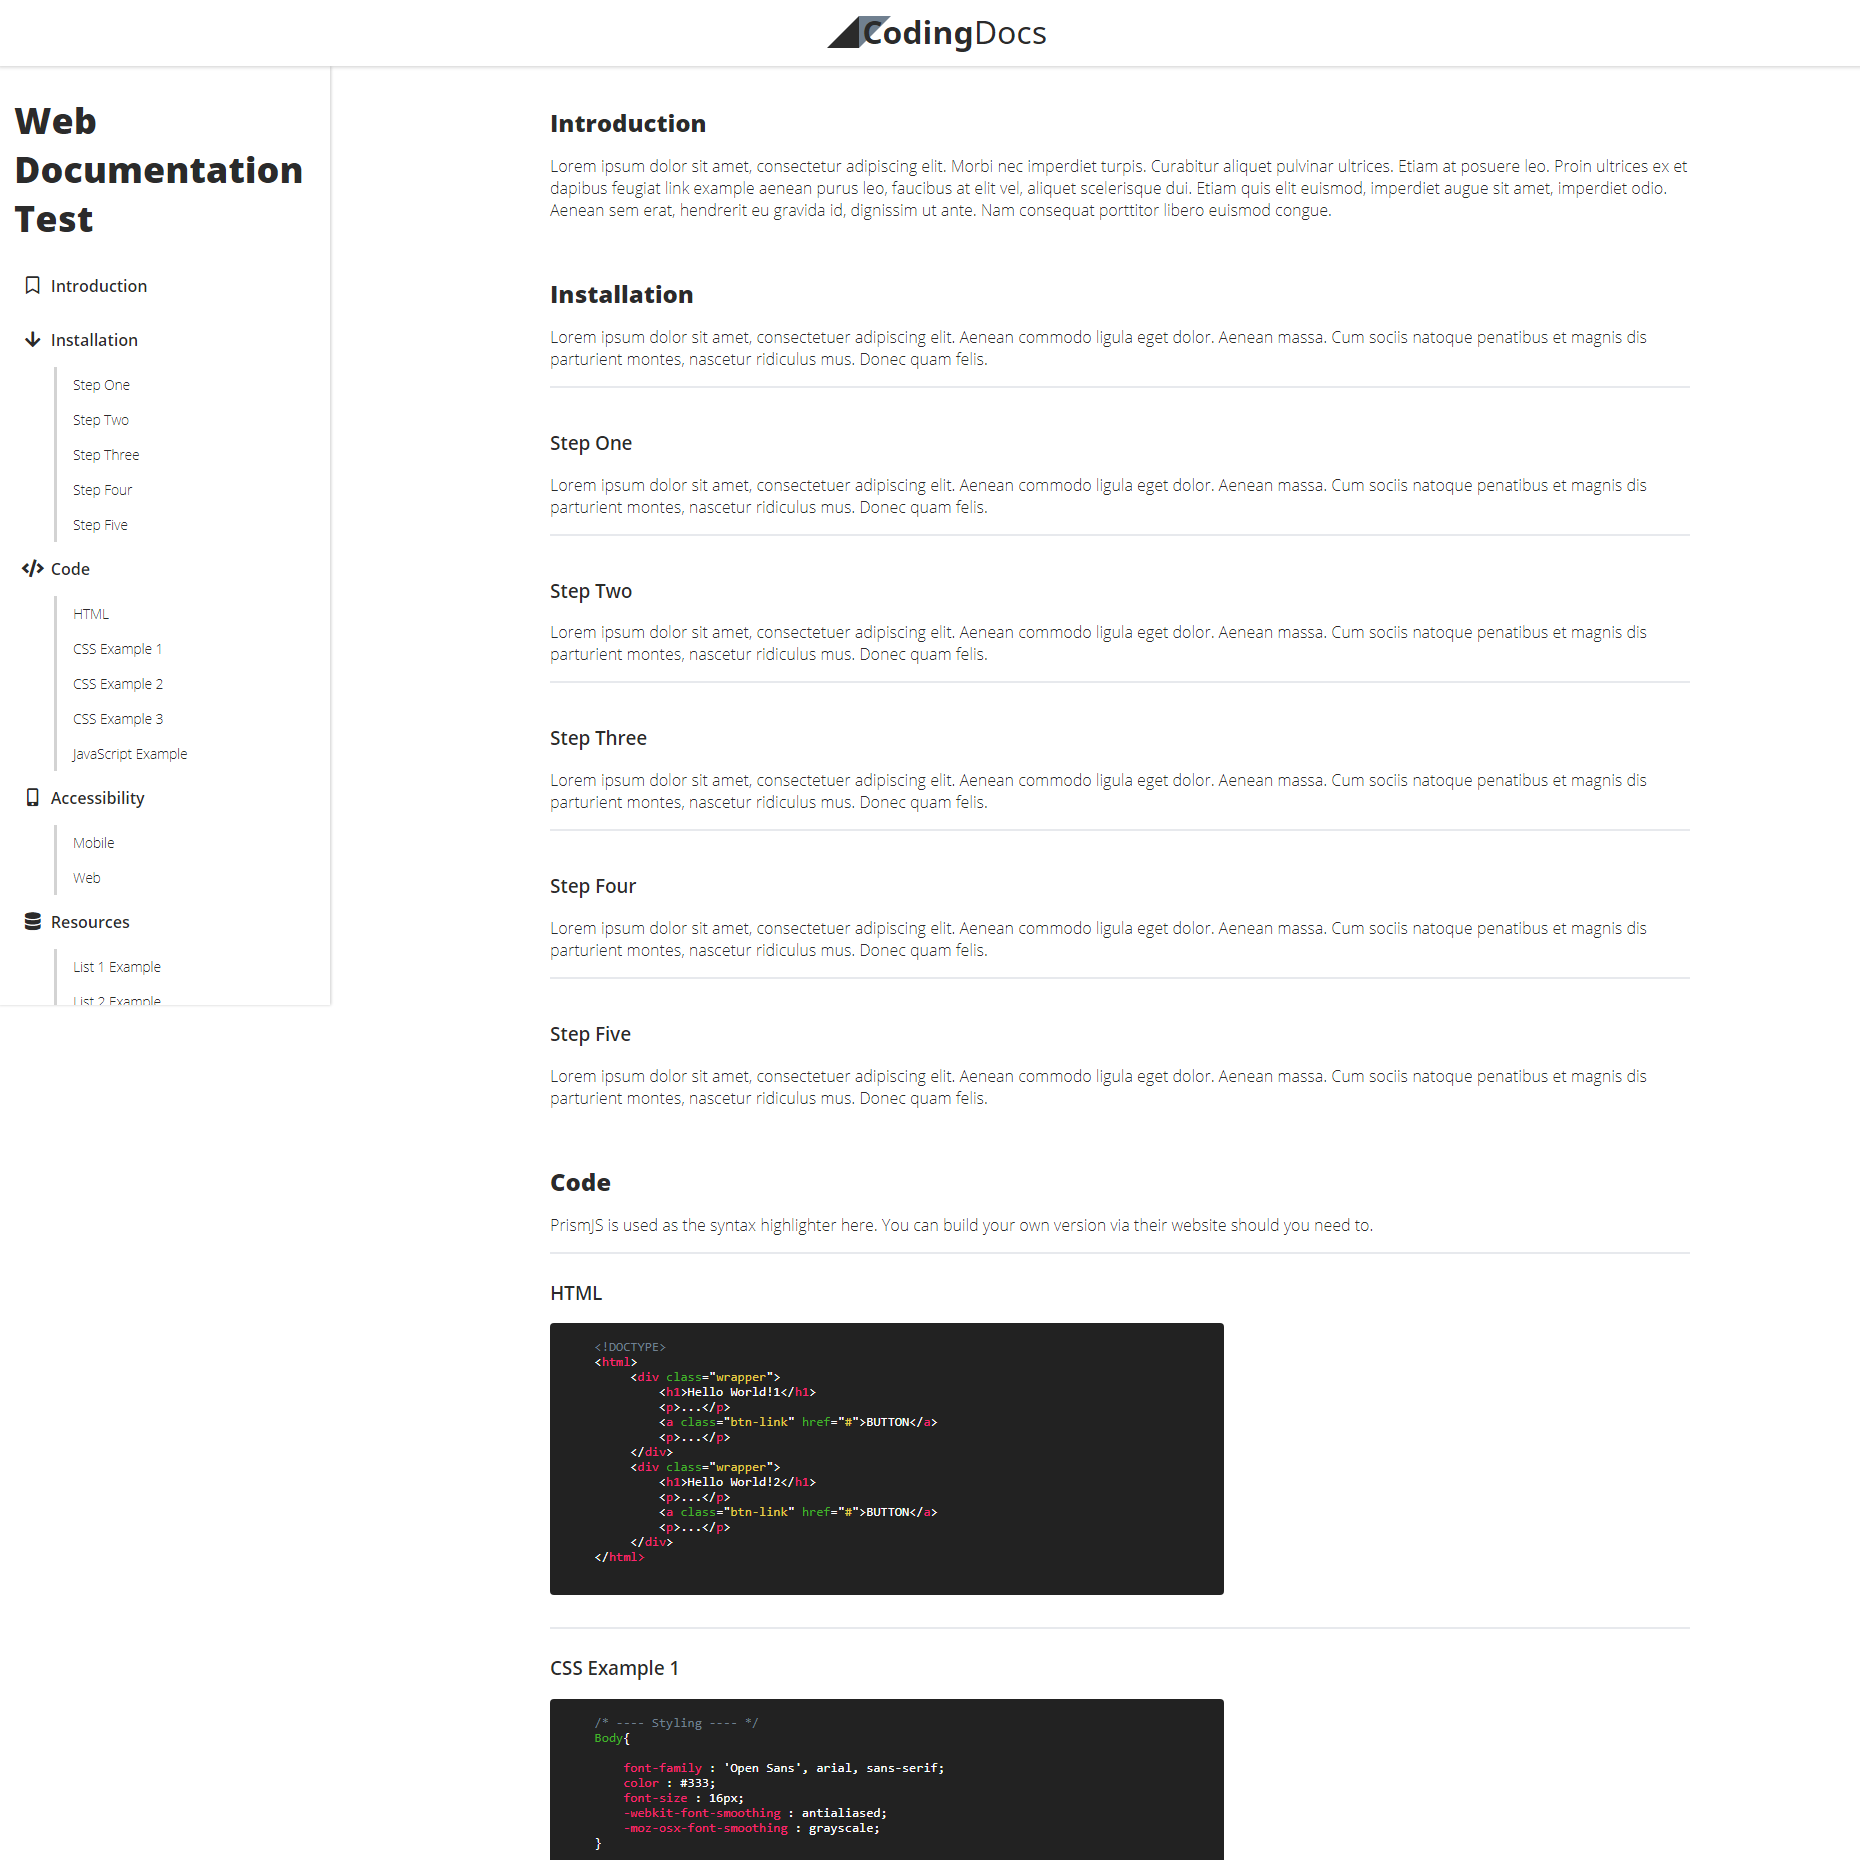 CodingDocs
Web
Documentation
Test
Introduction
Installation
Step One
Step Two
Step Three
Step Four
Step Five
Code
HTML
CSS Example 1
CSS Example 2
CSS Example 3
JavaScript Example
Accessibility
Mobile
Web
Resources
List 1 Example
List 2 Example
Introduction
Lorem ipsum dolor sit amet, consectetur adipiscing elit. Morbi nec imperdiet turpis. Curabitur aliquet pulvinar ultrices. Etiam at posuere leo. Proin ultrices ex et
dapibus feugiat link example aenean purus leo, faucibus at elit vel, aliquet scelerisque dui. Etiam quis elit euismod, imperdiet augue sit amet, imperdiet odio.
Aenean sem erat, hendrerit eu gravida id, dignissim ut ante. Nam consequat porttitor libero euismod congue.
Installation
Lorem ipsum dolor sit amet, consectetuer adipiscing elit. Aenean commodo ligula eget dolor. Aenean massa. Cum sociis natoque penatibus et magnis dis
parturient montes, nascetur ridiculus mus. Donec quam felis.
Step One
Lorem ipsum dolor sit amet, consectetuer adipiscing elit. Aenean commodo ligula eget dolor. Aenean massa. Cum sociis natoque penatibus et magnis dis
parturient montes, nascetur ridiculus mus. Donec quam felis.
Step Two
Lorem ipsum dolor sit amet, consectetuer adipiscing elit. Aenean commodo ligula eget dolor. Aenean massa. Cum sociis natoque penatibus et magnis dis
parturient montes, nascetur ridiculus mus. Donec quam felis.
Step Three
Lorem ipsum dolor sit amet, consectetuer adipiscing elit. Aenean commodo ligula eget dolor. Aenean massa. Cum sociis natoque penatibus et magnis dis
parturient montes, nascetur ridiculus mus. Donec quam felis.
Step Four
Lorem ipsum dolor sit amet, consectetuer adipiscing elit. Aenean commodo ligula eget dolor. Aenean massa. Cum sociis natoque penatibus et magnis dis
parturient montes, nascetur ridiculus mus. Donec quam felis.
Step Five
Lorem ipsum dolor sit amet, consectetuer adipiscing elit. Aenean commodo ligula eget dolor. Aenean massa. Cum sociis natoque penatibus et magnis dis
parturient montes, nascetur ridiculus mus. Donec quam felis.
Code
PrismJS is used as the syntax highlighter here. You can build your own version via their website should you need to.
HTML
<!DOCTYPE>
<html>
<div class="wrapper">
<h1>Hello World!1</h1>
<p>...</p>
<a class="btn-link" href="#">BUTTON</a>
<p>...</p>
</div>
<div class="wrapper">
<h1>Hello World!2</h1>
<p>...</p>
<a class="btn-link" href="#">BUTTON</a>
<p>...</p>
</div>
</html>
CSS Example 1
/* ---- Styling ---- */
Body{
font-family : 'Open Sans', arial, sans-serif;
color : #333;
font-size : 16px;
-webkit-font-smoothing : antialiased;
-moz-osx-font-smoothing : grayscale;
}